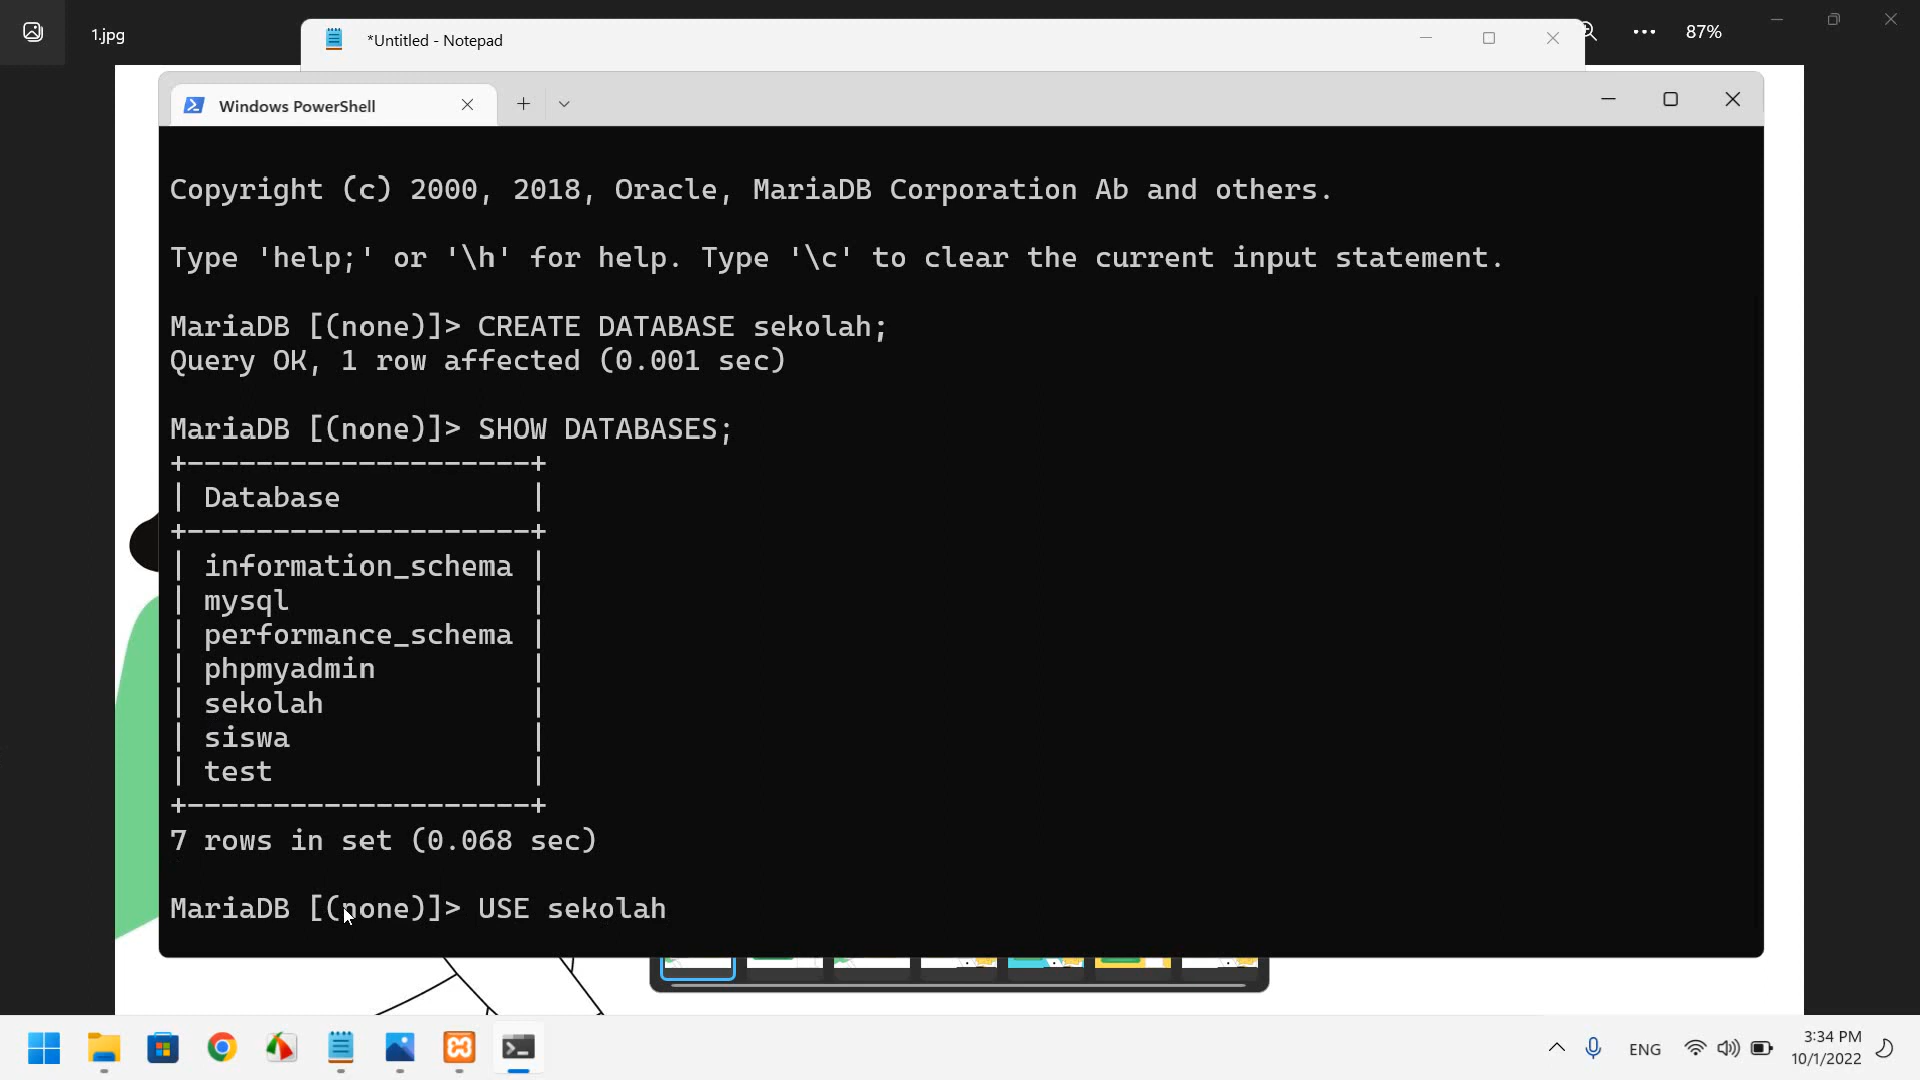 1.jpg
*Untitled - Notepad
87%
Windows PowerShell
Copyright (c) 2000, 2018, Oracle, MariaDB Corporation Ab and others.
Type 'help;' or '\h' for help. Type '\c' to clear the current input statement.
MariaDB [(none)]> CREATE DATABASE sekolah;
Query OK, 1 row affected (0.001 sec)
MariaDB [(none)]> SHOW DATABASES;
+--------------------+
| Database           |
+--------------------+
| information_schema |
| mysql              |
| performance_schema |
| phpmyadmin         |
| sekolah            |
| siswa              |
| test               |
+--------------------+
7 rows in set (0.068 sec)
MariaDB [(none)]> USE sekolah
ENG
3:34 PM
10/1/2022